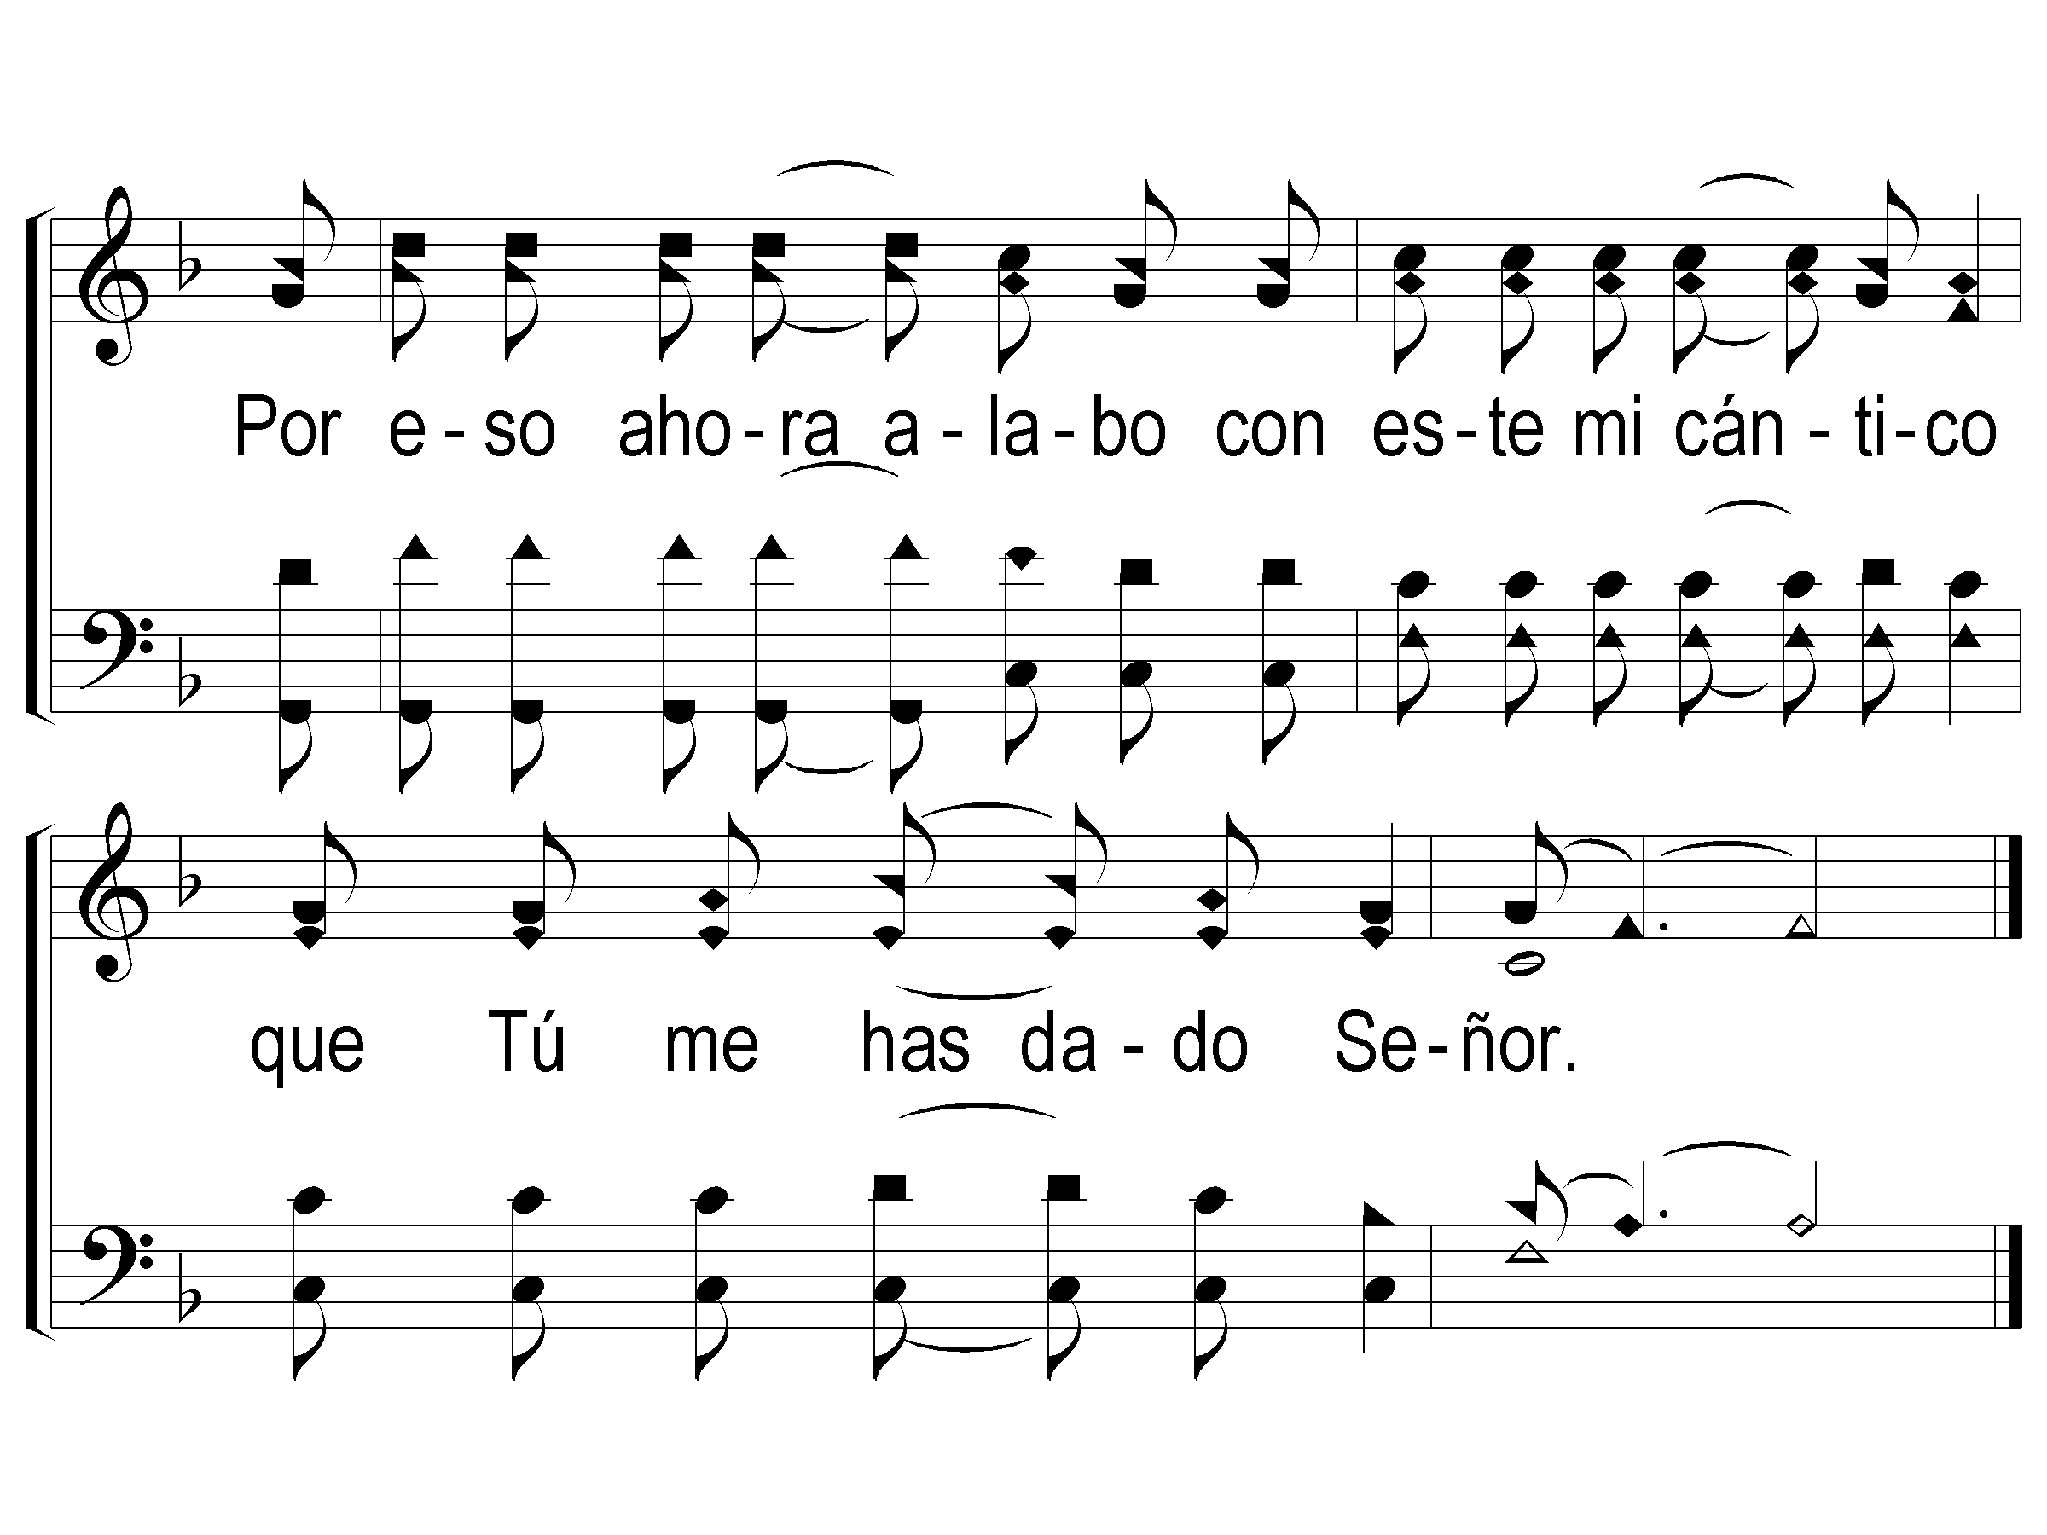 Por e - so aho - ra a - la - bo con es - te mi cán - ti - co
que Tú me has da - do Se - ñor.